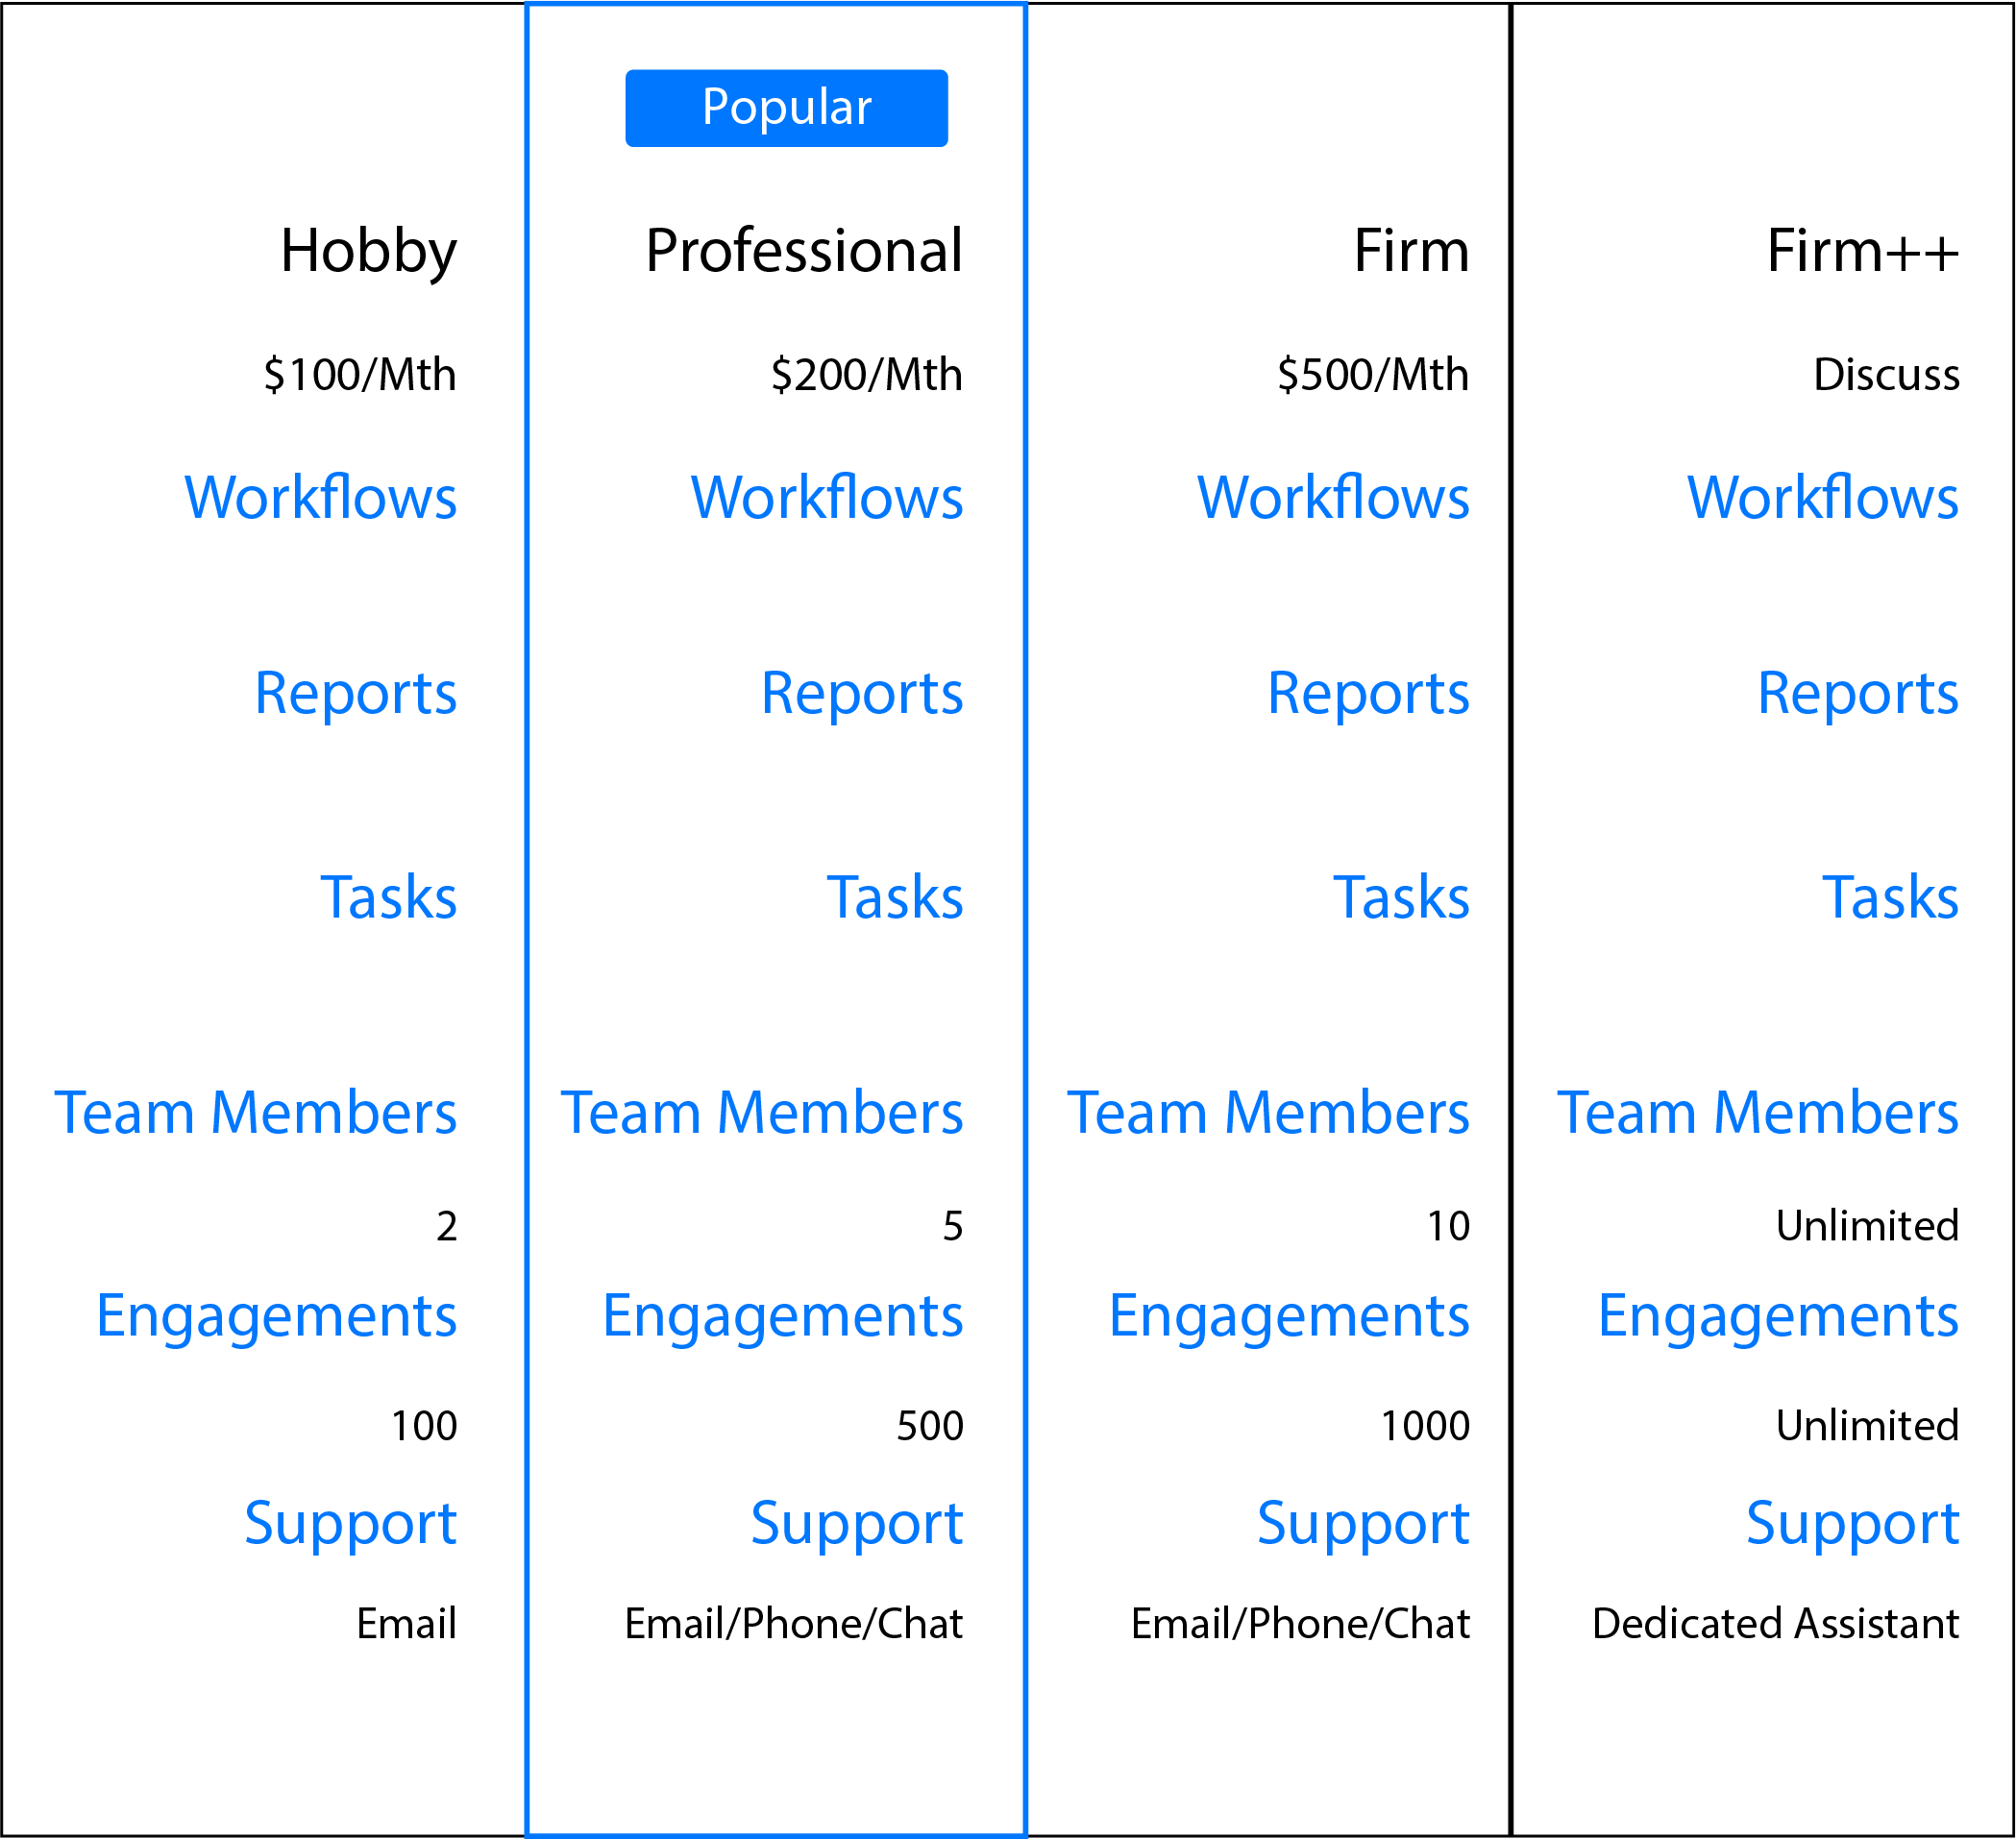 Hobby
$100/Mth
Workflows
Reports
Tasks
Team Members
2
Engagements
100
Support
Email
Popular
Professional
$200/Mth
Workflows
Reports
Tasks
Team Members
5
Engagements
500
Support
Email/Phone/Chat
Firm
$500/Mth
Workflows
Reports
Tasks
Team Members
10
Engagements
1000
Support
Email/Phone/Chat
Firm++
Discuss
Workflows
Reports
Tasks
Team Members
Unlimited
Engagements
Unlimited
Support
Dedicated Assistant